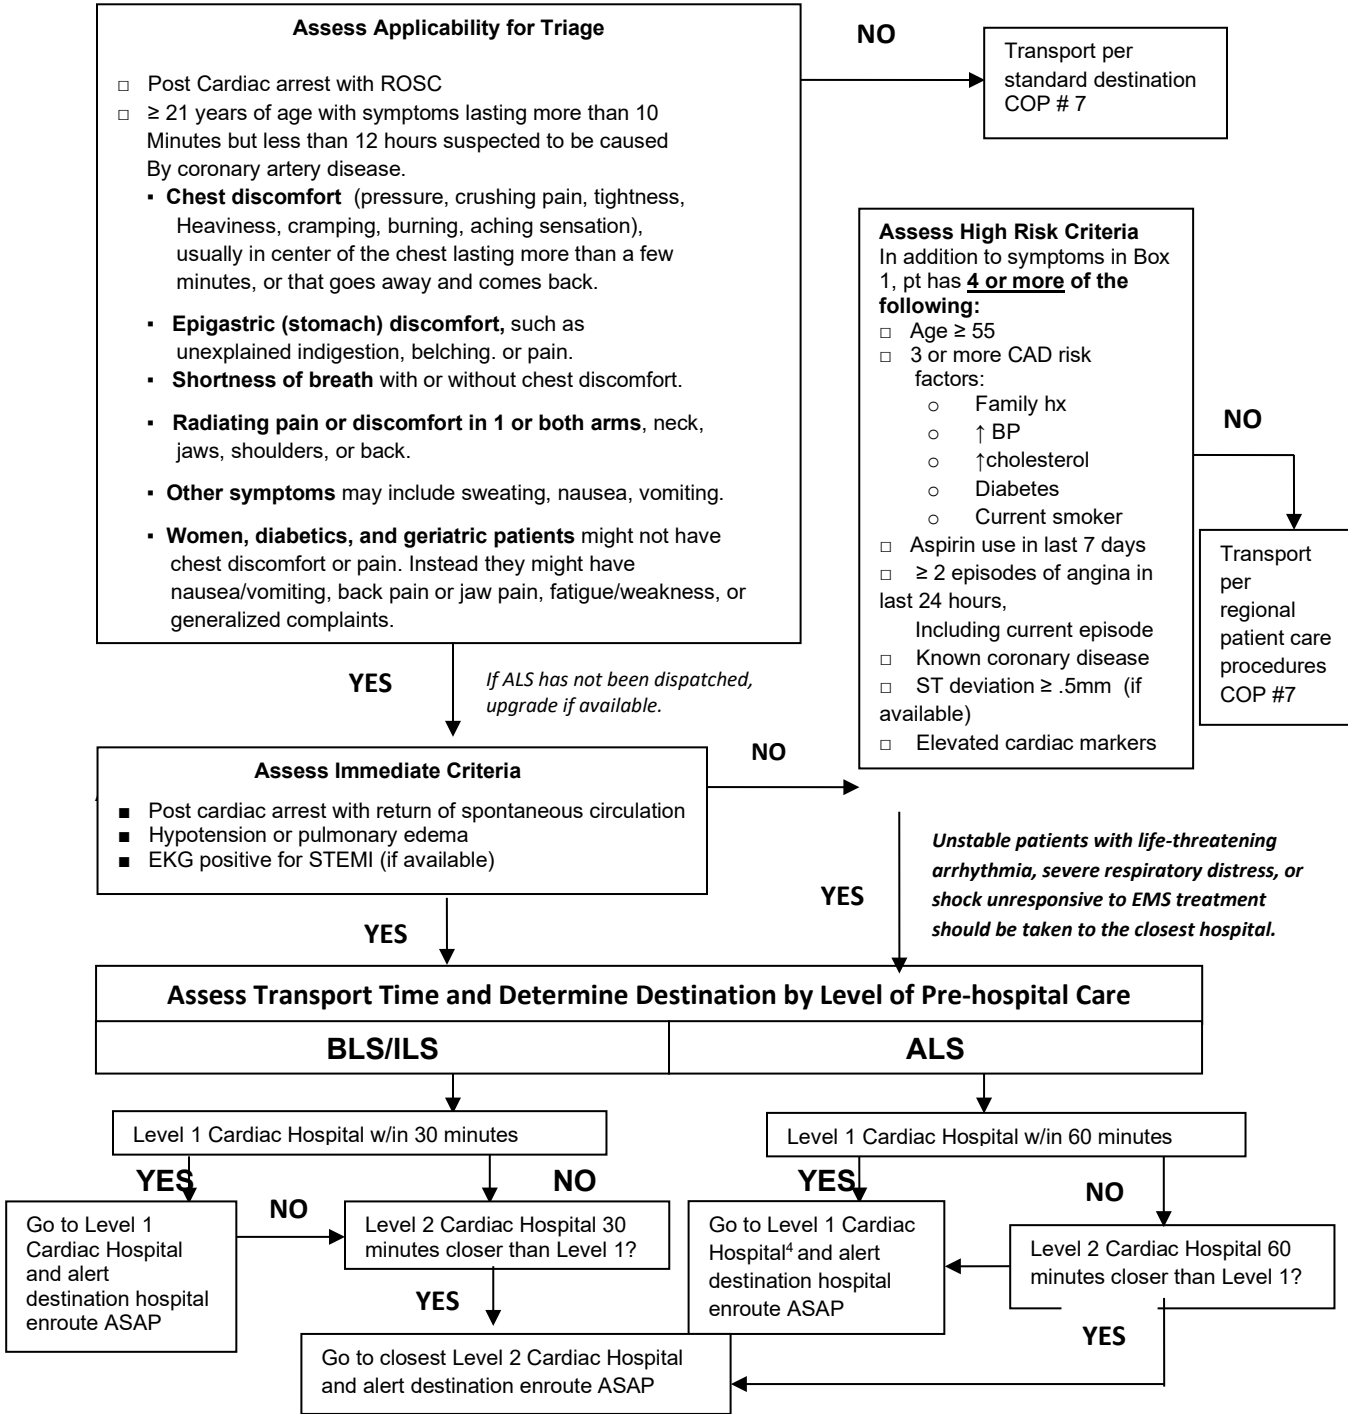 Assess Applicability for Triage
□ Post Cardiac arrest with ROSC
□ ≥ 21 years of age with symptoms lasting more than 10
Minutes but less than 12 hours suspected to be caused
By coronary artery disease.
▪ Chest discomfort (pressure, crushing pain, tightness,
Heaviness, cramping, burning, aching sensation),
usually in center of the chest lasting more than a few
minutes, or that goes away and comes back.
▪ Epigastric (stomach) discomfort, such as
unexplained indigestion, belching. or pain.
▪ Shortness of breath with or without chest discomfort.
▪ Radiating pain or discomfort in 1 or both arms, neck,
jaws, shoulders, or back.
▪ Other symptoms may include sweating, nausea, vomiting.
▪ Women, diabetics, and geriatric patients might not have
chest discomfort or pain. Instead they might have
nausea/vomiting, back pain or jaw pain, fatigue/weakness, or
generalized complaints.
NO
Transport per
standard destination
COP # 7
Assess High Risk Criteria
In addition to symptoms in Box
1, pt has 4 or more of the
following:
□ Age ≥ 55
□ 3 or more CAD risk
factors:
o Family hx
o ↑ BP
o ↑cholesterol
o Diabetes
o Current smoker
□ Aspirin use in last 7 days
□ ≥ 2 episodes of angina in
last 24 hours,
Including current episode
□ Known coronary disease
□ ST deviation ≥ .5mm (if
available)
□ Elevated cardiac markers
NO
Transport
per
regional
patient care
procedures
COP #7
YES
If ALS has not been dispatched,
upgrade if available.
Assess Immediate Criteria
■ Post cardiac arrest with return of spontaneous circulation
■ Hypotension or pulmonary edema
■ EKG positive for STEMI (if available)
NO
YES
YES
Unstable patients with life-threatening
arrhythmia, severe respiratory distress, or
shock unresponsive to EMS treatment
should be taken to the closest hospital.
Assess Transport Time and Determine Destination by Level of Pre-hospital Care
BLS/ILS
ALS
Level 1 Cardiac Hospital w/in 30 minutes
Level 1 Cardiac Hospital w/in 60 minutes
YES
NO
YES
NO
Go to Level 1
Cardiac Hospital
and alert
destination hospital
enroute ASAP
NO
Level 2 Cardiac Hospital 30
minutes closer than Level 1?
Go to Level 1 Cardiac
Hospital⁴ and alert
destination hospital
enroute ASAP
Level 2 Cardiac Hospital 60
minutes closer than Level 1?
YES
YES
Go to closest Level 2 Cardiac Hospital
and alert destination enroute ASAP